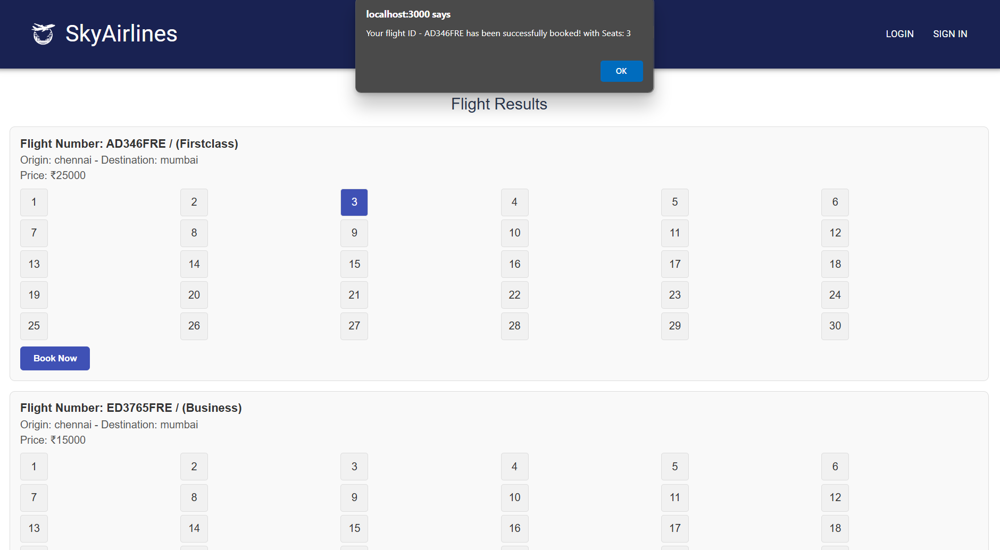 localhost:3000 says
Your flight ID - AD346FRE has been successfully booked! with Seats: 3
OK
SkyAirlines
LOGIN SIGN IN
Flight Results
Flight Number: AD346FRE / (Firstclass)
Origin: chennai - Destination: mumbai
Price: ₹25000
1 2 3 4 5 6
7 8 9 10 11 12
13 14 15 16 17 18
19 20 21 22 23 24
25 26 27 28 29 30
Book Now
Flight Number: ED3765FRE / (Business)
Origin: chennai - Destination: mumbai
Price: ₹15000
1 2 3 4 5 6
7 8 9 10 11 12
13 14 15 16 17 18